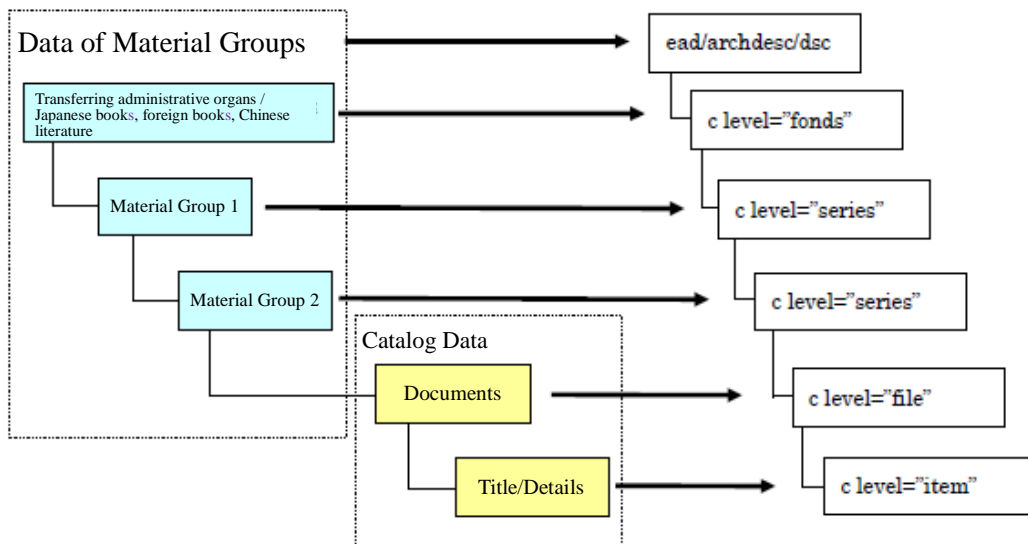 Data of Material Groups
ead/archdesc/dsc
Transferring administrative organs /
Japanese books, foreign books, Chinese
literature
c level=”fonds”
Material Group 1
c level=”series”
Material Group 2
c level=”series”
Catalog Data
Documents
c level=”file”
Title/Details
c level=”item”